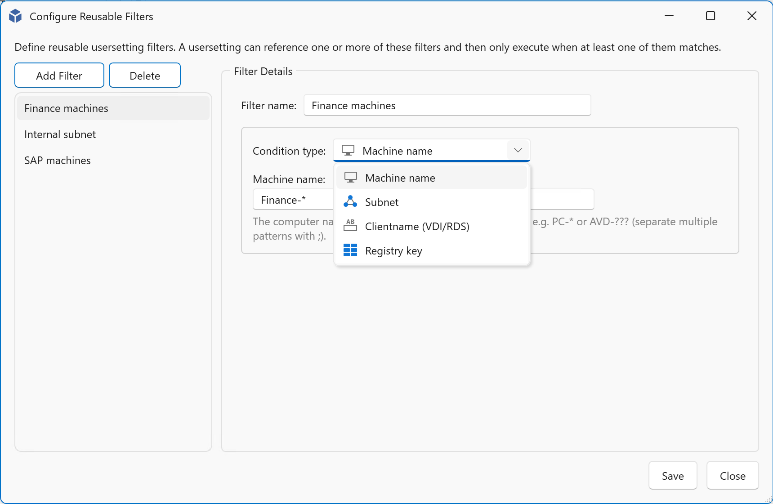 Configure Reusable Filters
Define reusable usersetting filters. A usersetting can reference one or more of these filters and then only execute when at least one of them matches.
Add Filter
Delete
Finance machines
Internal subnet
SAP machines
Filter Details
Filter name:
Finance machines
Condition type:
Machine name
Machine name
Subnet
AB
Clientname (VDI/RDS)
Registry key
Machine name:
Finance-*
The computer na
e.g. PC-* or AVD-??? (separate multiple
patterns with ;).
Save
Close